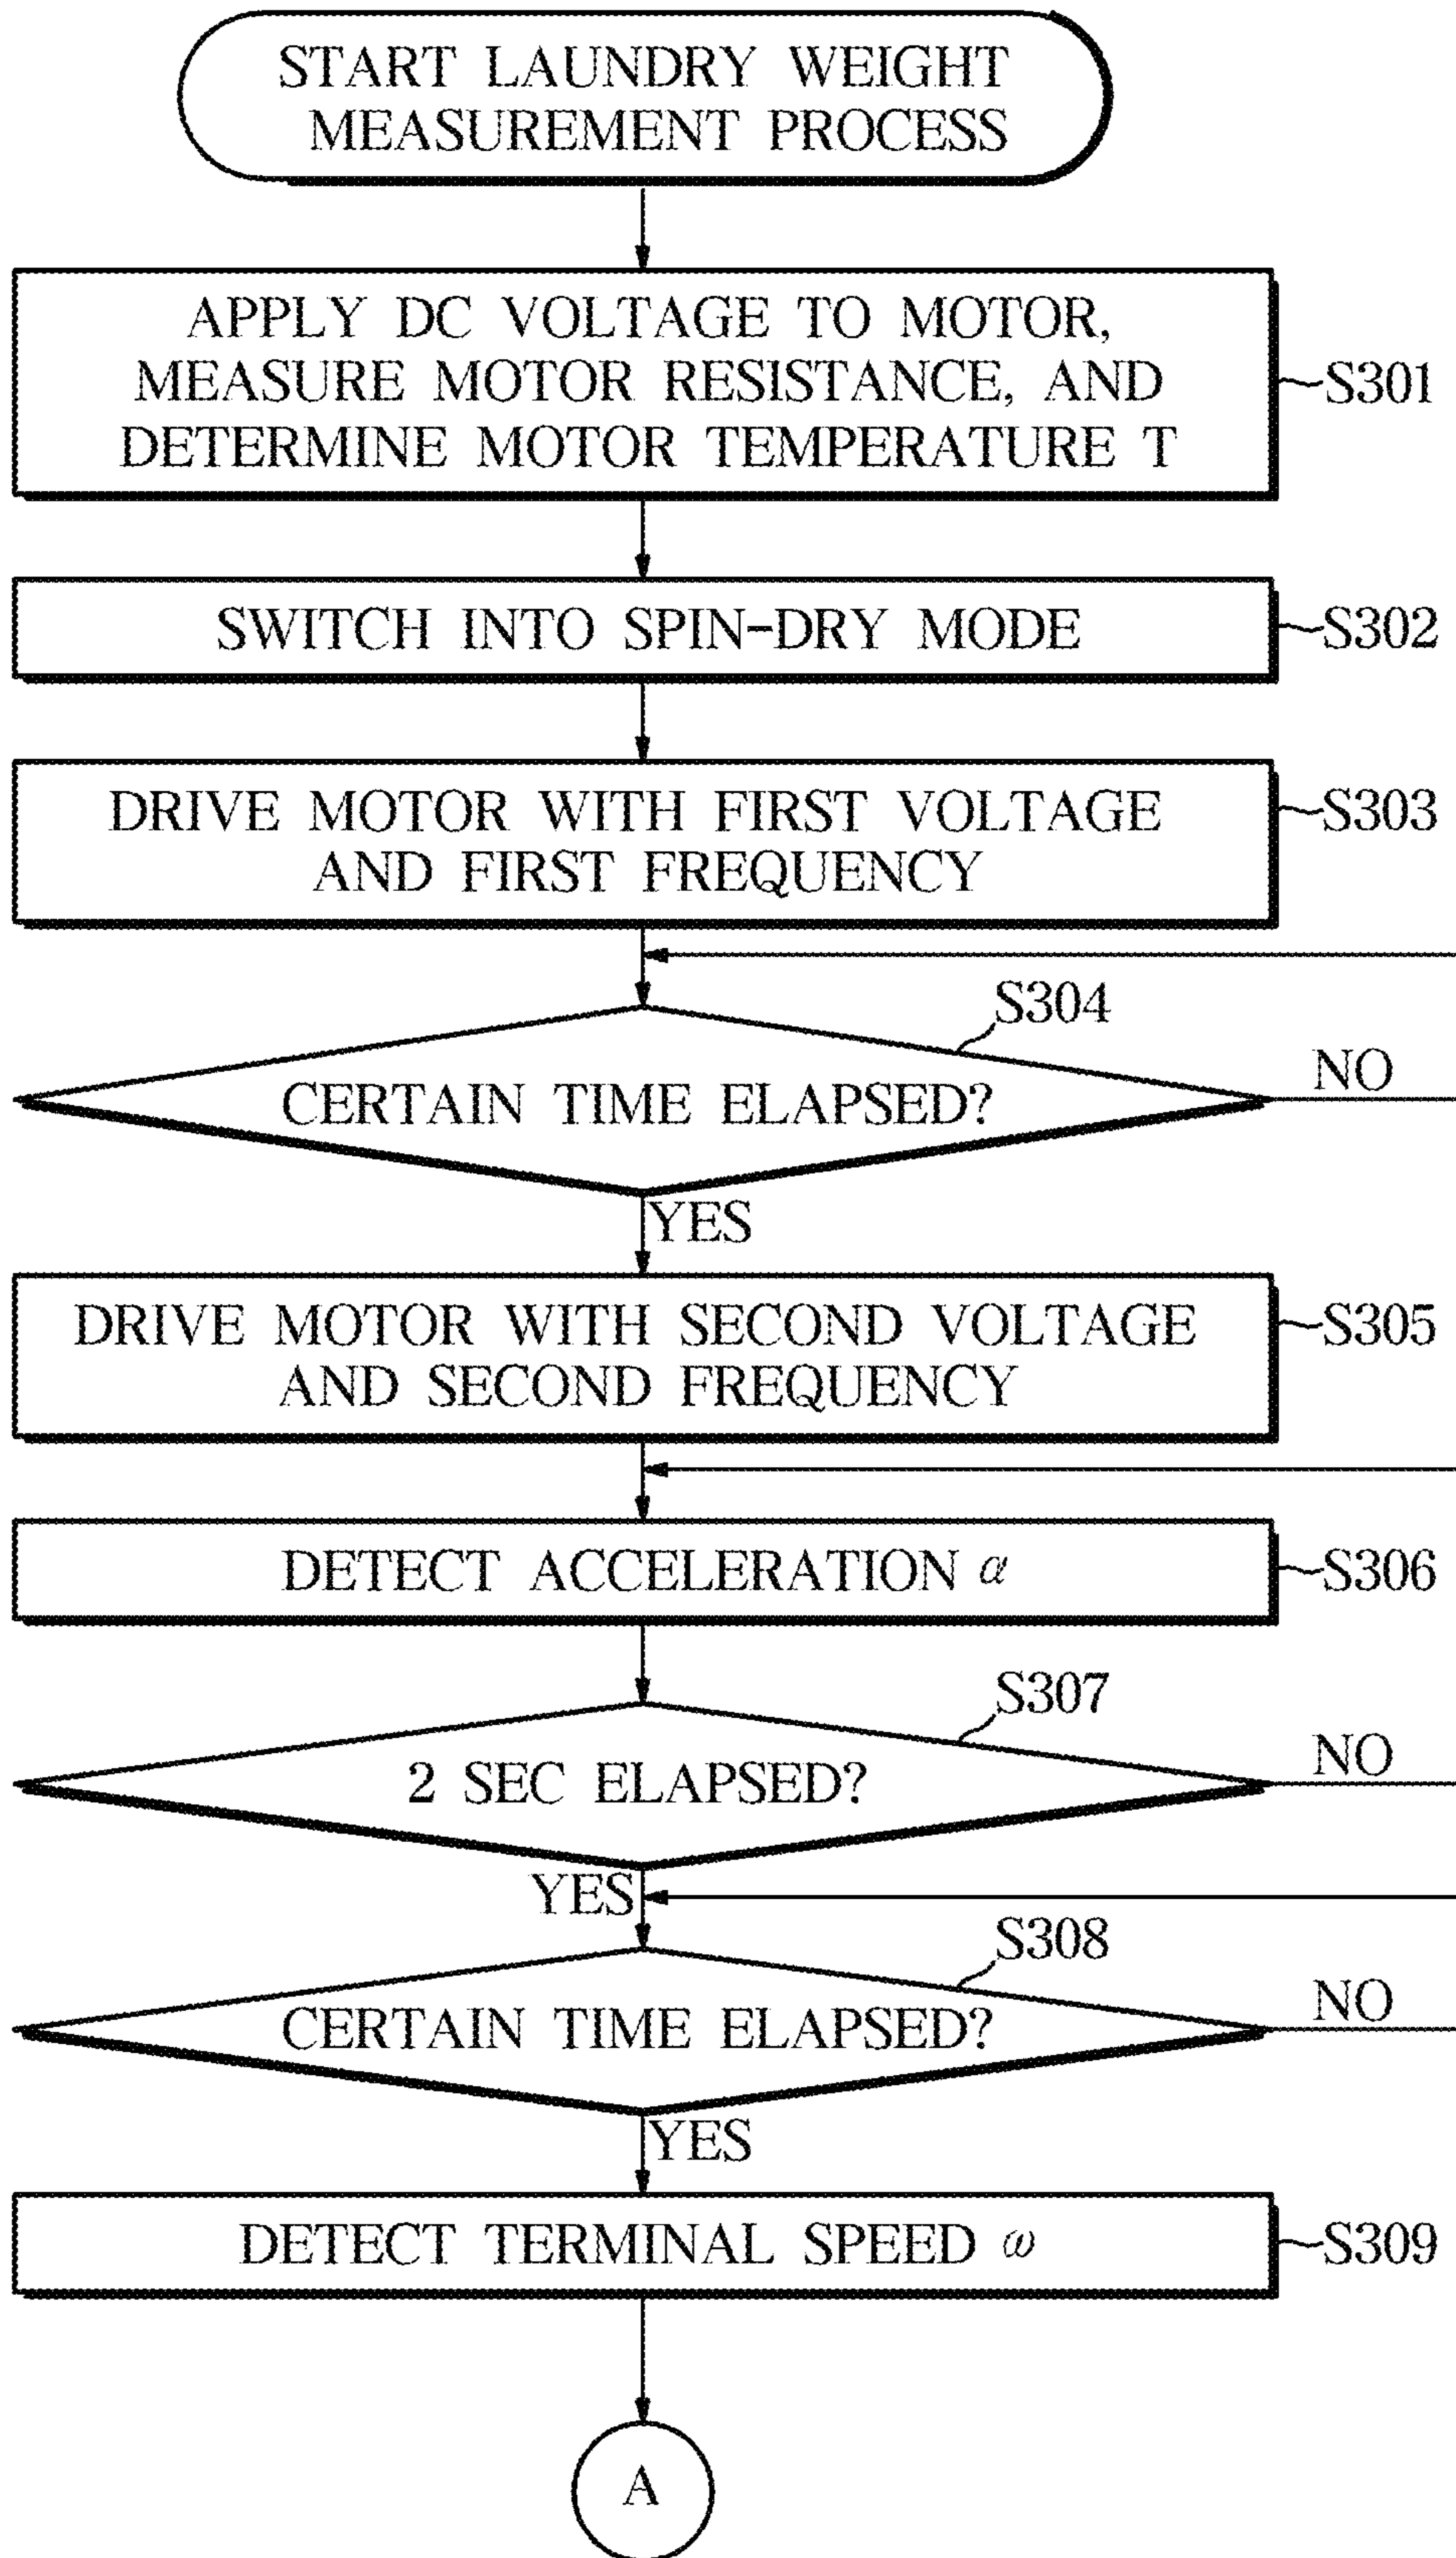 START LAUNDRY WEIGHT
MEASUREMENT PROCESS
APPLY DC VOLTAGE TO MOTOR,
MEASURE MOTOR RESISTANCE, AND
DETERMINE MOTOR TEMPERATURE T
S301
SWITCH INTO SPIN-DRY MODE
S302
DRIVE MOTOR WITH FIRST VOLTAGE
AND FIRST FREQUENCY
S303
S304
CERTAIN TIME ELAPSED?
NO
YES
DRIVE MOTOR WITH SECOND VOLTAGE
AND SECOND FREQUENCY
S305
DETECT ACCELERATION α
S306
S307
2 SEC ELAPSED?
NO
YES
S308
CERTAIN TIME ELAPSED?
NO
YES
DETECT TERMINAL SPEED ω
S309
A